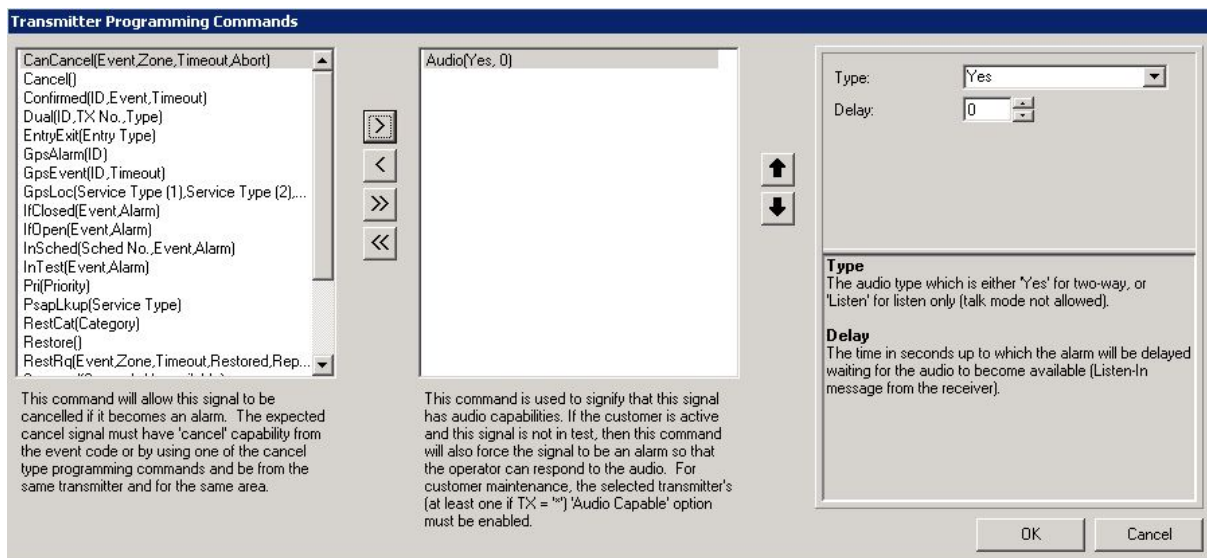 Transmitter Programming Commands
CanCancel(Event,Zone,Timeout,Abort)
Cancel()
Confirmed(ID,Event,Timeout)
Dual(ID,TX No.,Type)
EntryExit(Entry Type)
GpsAlarm(ID)
GpsEvent(ID,Timeout)
GpsLoc(Service Type (1),Service Type (2),...
IfClosed(Event,Alarm)
IfOpen(Event,Alarm)
InSched(Sched No.,Event,Alarm)
InTest(Event,Alarm)
Pri(Priority)
PsapLkup(Service Type)
RestCat(Category)
Restore()
RestRq(Event,Zone,Timeout,Restored,Rep...
This command will allow this signal to be
cancelled if it becomes an alarm. The expected
cancel signal must have 'cancel' capability from
the event code or by using one of the cancel
type programming commands and be from the
same transmitter and for the same area.
>
<
>>
<<
Audio(Yes, 0)
This command is used to signify that this signal
has audio capabilities. If the customer is active
and this signal is not in test, then this command
will also force the signal to be an alarm so that
the operator can respond to the audio. For
customer maintenance, the selected transmitter's
(at least one if TX = '*') 'Audio Capable' option
must be enabled.
Type: Yes
Delay: 0
Type
The audio type which is either 'Yes' for two-way, or
'Listen' for listen only (talk mode not allowed).
Delay
The time in seconds up to which the alarm will be delayed
waiting for the audio to become available (Listen-In
message from the receiver).
OK Cancel